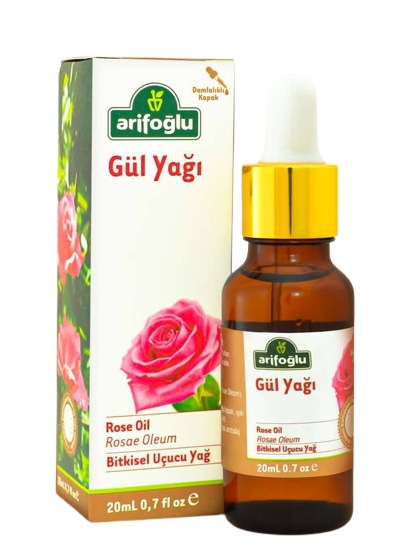 Damlalıklı
Kapak
arifoğlu
Gül Yağı
Rose Oil
Rosae Oleum
Bitkisel Uçucu Yağ
20mL 0,7 fl oz e
arifoğlu
Gül Yağı
Rose Oil
Rosae Oleum
Bitkisel Uçucu Yağ
20mL 0.7 oz e